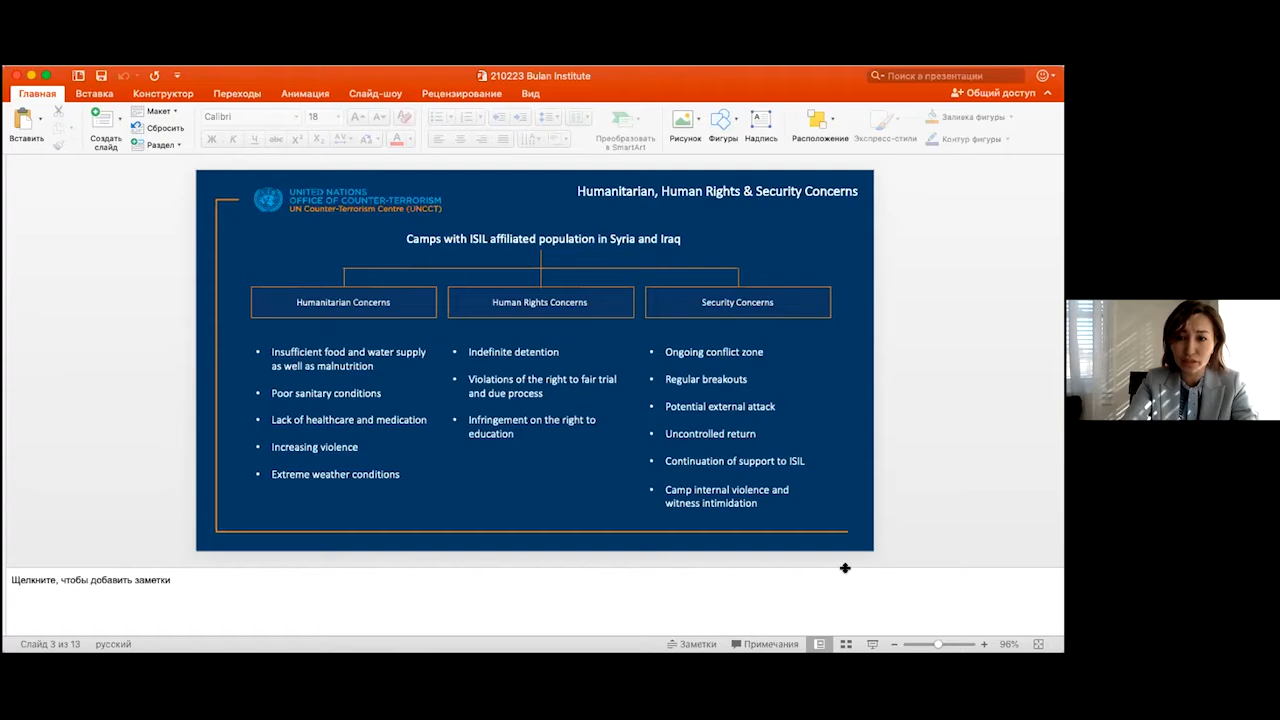 210223 Bulan Institute
Поиск в презентации
Главная Вставка Конструктор Переходы Анимация Слайд-шоу Рецензирование Вид
Общий доступ
Вставить
Создать слайд
Макет
Сбросить
Раздел
Calibri 18
Ж К Ч
Преобразовать в SmartArt
Рисунок Фигуры Надпись Расположение Экспресс-стили
Заливка фигуры
Контур фигуры
UNITED NATIONS
OFFICE OF COUNTER-TERRORISM
UN Counter-Terrorism Centre (UNCCT)
Humanitarian, Human Rights & Security Concerns
Camps with ISIL affiliated population in Syria and Iraq
Humanitarian Concerns
• Insufficient food and water supply
as well as malnutrition
• Poor sanitary conditions
• Lack of healthcare and medication
• Increasing violence
• Extreme weather conditions
Human Rights Concerns
• Indefinite detention
• Violations of the right to fair trial
and due process
• Infringement on the right to
education
Security Concerns
• Ongoing conflict zone
• Regular breakouts
• Potential external attack
• Uncontrolled return
• Continuation of support to ISIL
• Camp internal violence and
witness intimidation
Щелкните, чтобы добавить заметки
Слайд 3 из 13 русский Заметки Примечания 96%